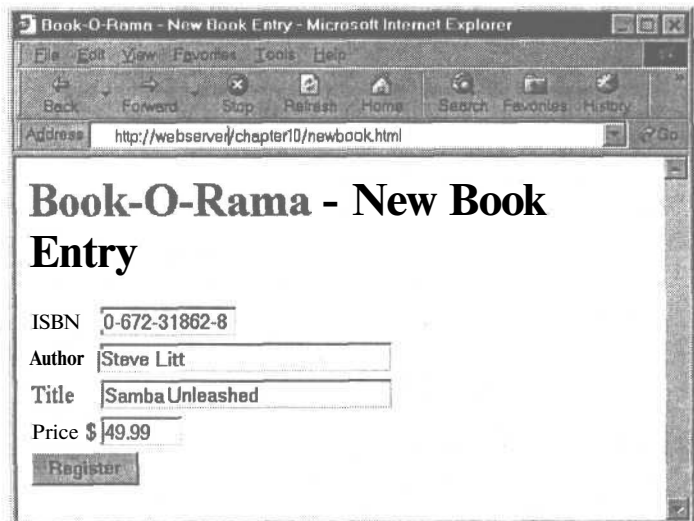 Book-O-Rama - New Book Entry - Microsoft Internet Explorer
File Edit View Favorites Tools Help
Back Forward Stop Refresh Home Search Favorites History
Address http://webserver/chapter10/newbook.html Go
Book-O-Rama - New Book
Entry
ISBN 0-672-31862-8
Author Steve Litt
Title Samba Unleashed
Price $ 49.99
Register